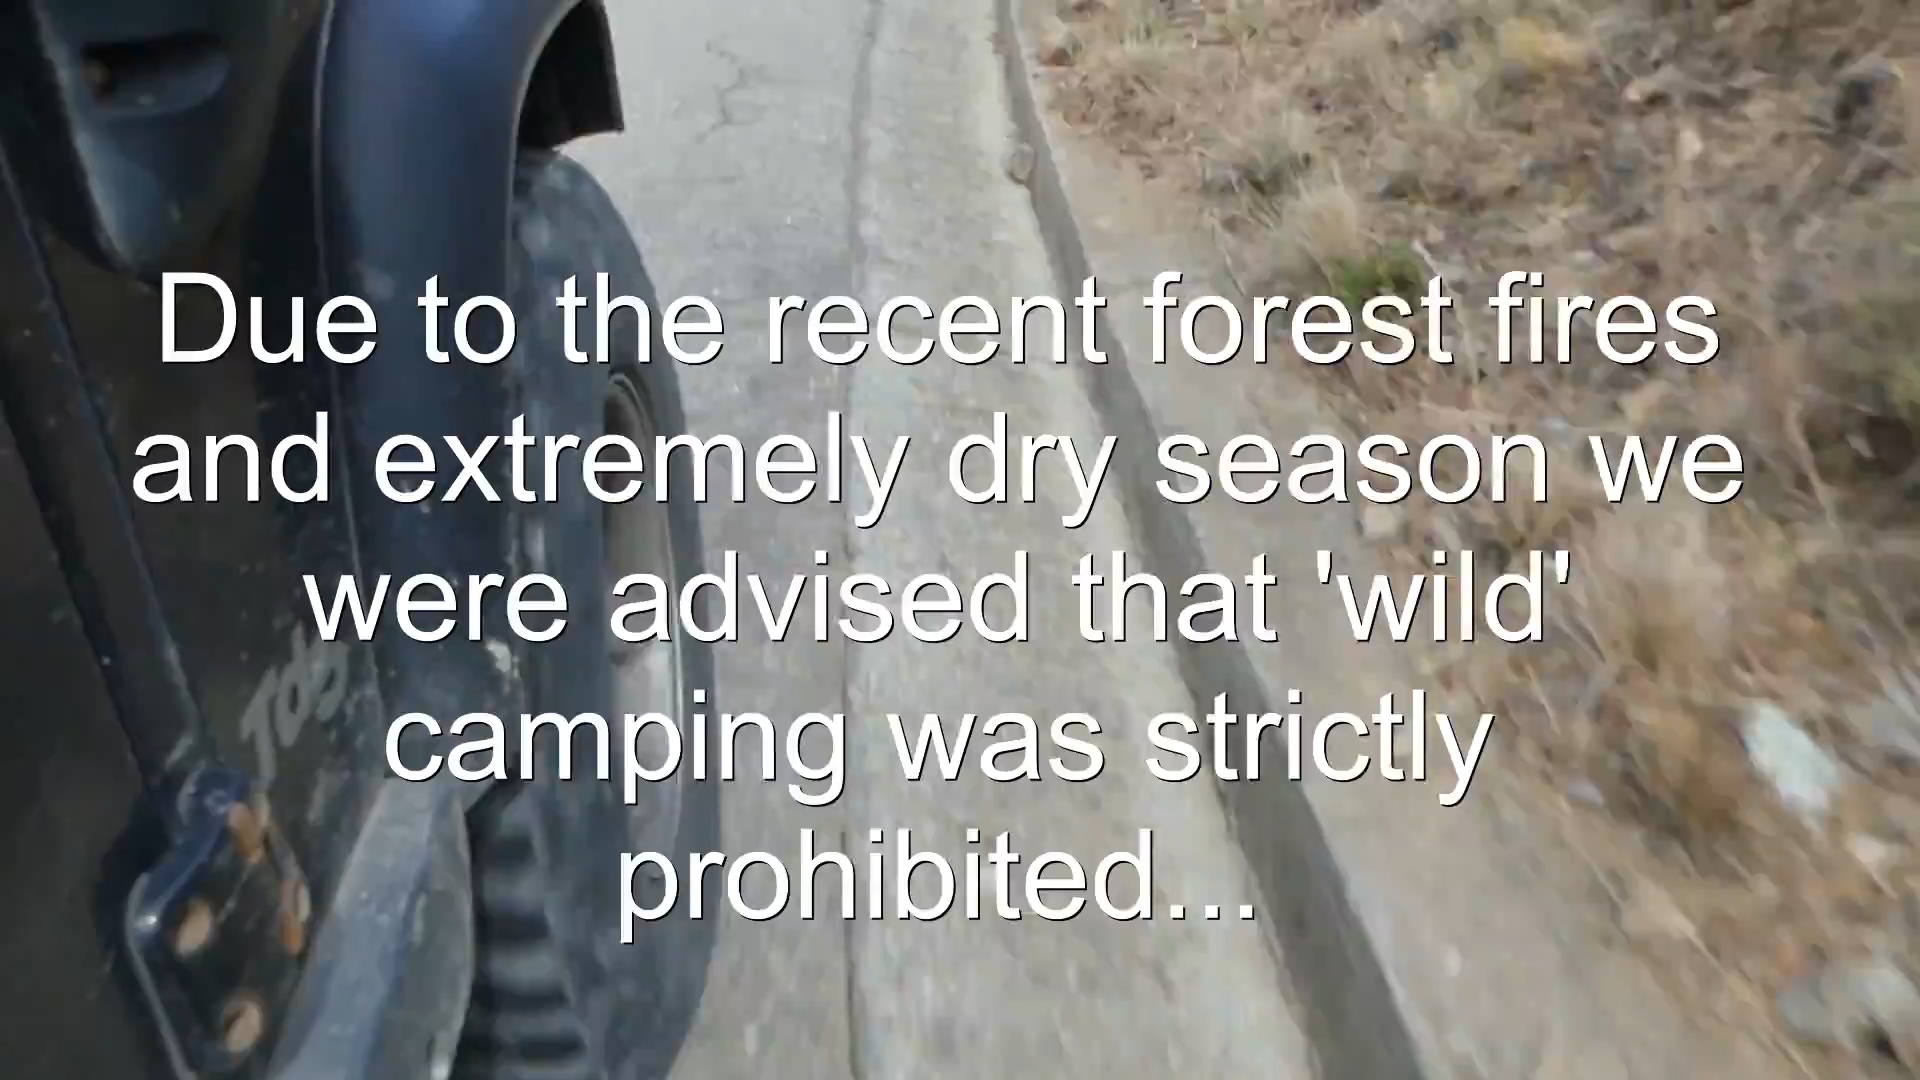 Due to the recent forest fires
and extremely dry season we
were advised that 'wild'
camping was strictly
prohibited...